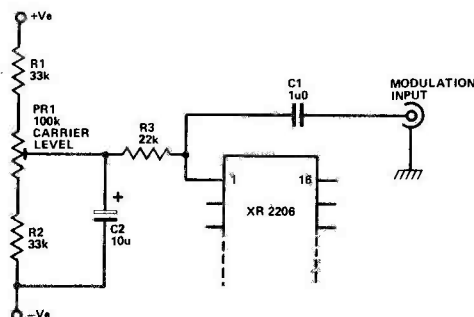 +Ve
R1
33k
PR1
100k
CARRIER
LEVEL
R3
22k
C1
1u0
MODULATION
INPUT
1
16
XR 2206
+
C2
10u
R2
33k
-Ve